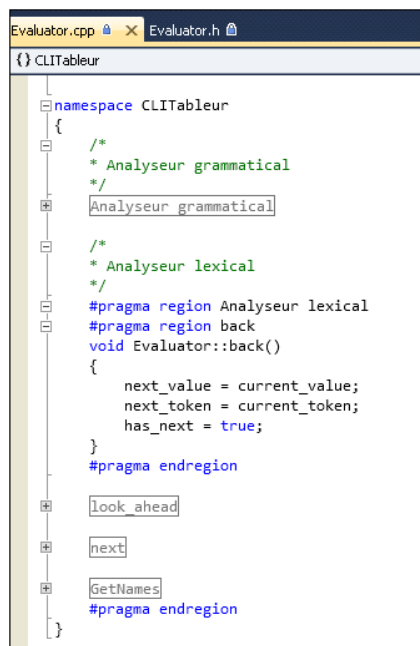 Evaluator.cpp Evaluator.h
{} CLITableur
namespace CLITableur
{
/*
* Analyseur grammatical
*/
Analyseur grammatical
/*
* Analyseur lexical
*/
#pragma region Analyseur lexical
#pragma region back
void Evaluator::back()
{
next_value = current_value;
next_token = current_token;
has_next = true;
}
#pragma endregion
look_ahead
next
GetNames
#pragma endregion
}